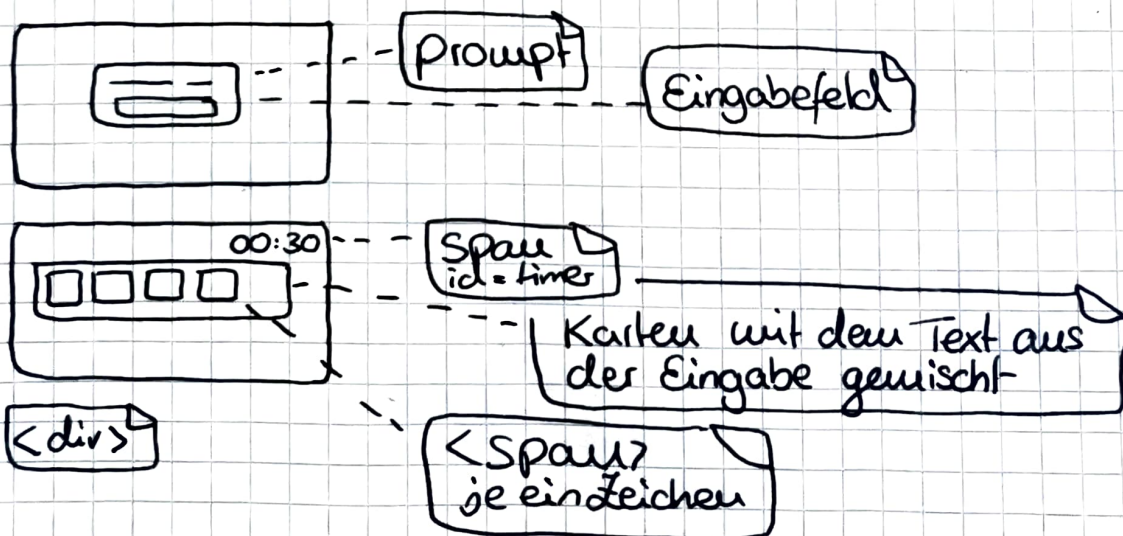 Prompt
Eingabefeld
00:30
Span
id = timer
Karten mit dem Text aus
der Eingabe gemischt
<div>
<Span>
je ein Zeichen